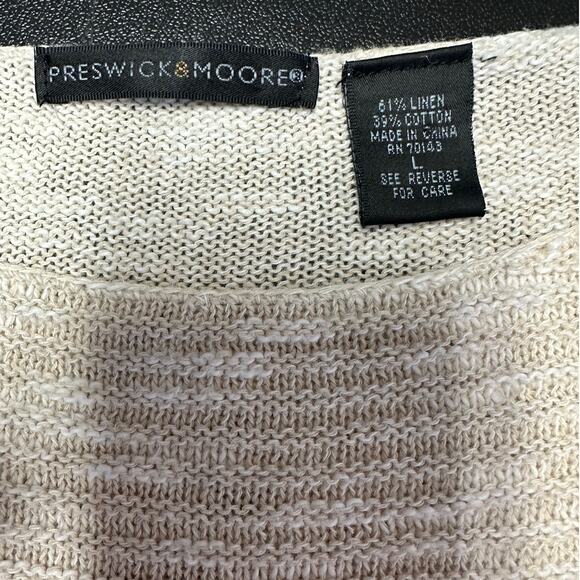 PRESWICK&MOORE®
61% LINEN
39% COTTON
MADE IN CHINA
RN 70143
L
SEE REVERSE
FOR CARE